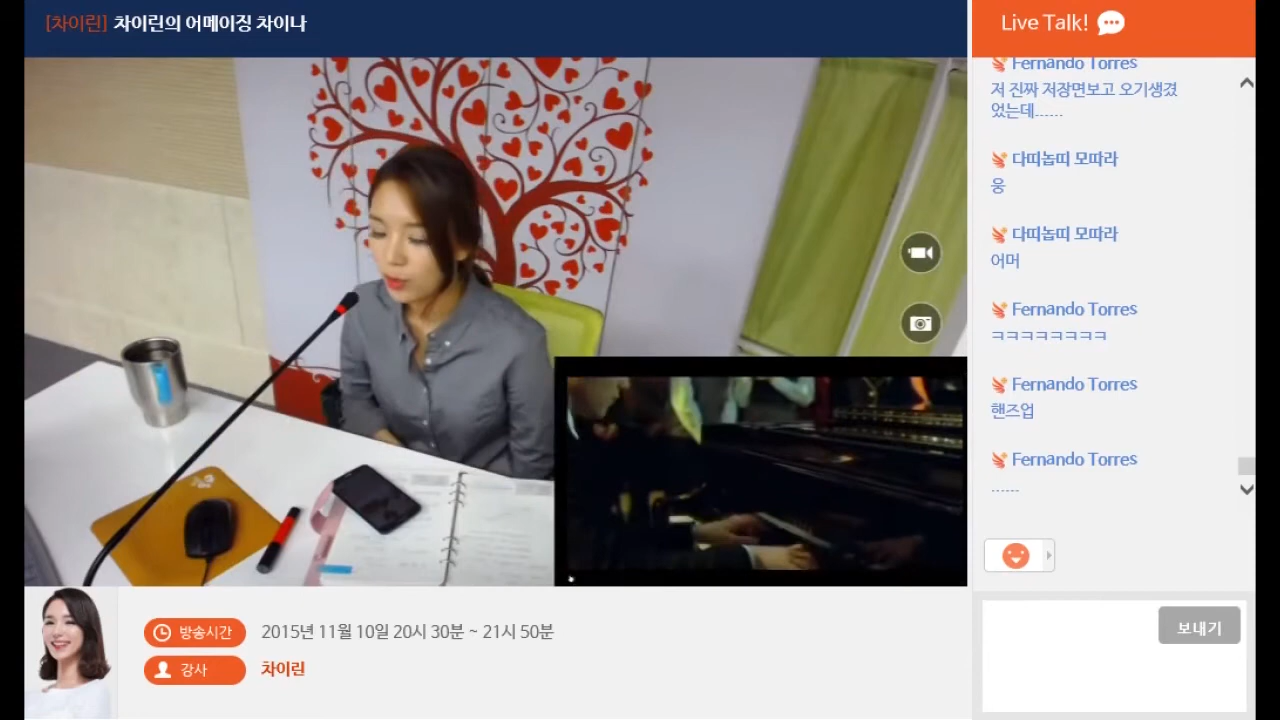 [차이린] 차이린의 어메이징 차이나
Live Talk!
Fernando Torres
저 진짜 저장면보고 오기생겼
었는데......
다띠놉띠 모따라
웅
다띠놉띠 모따라
어머
Fernando Torres
ㅋㅋㅋㅋㅋㅋㅋㅋ
Fernando Torres
핸즈업
Fernando Torres
......
방송시간 2015년 11월 10일 20시 30분 ~ 21시 50분
강사 차이린
보내기